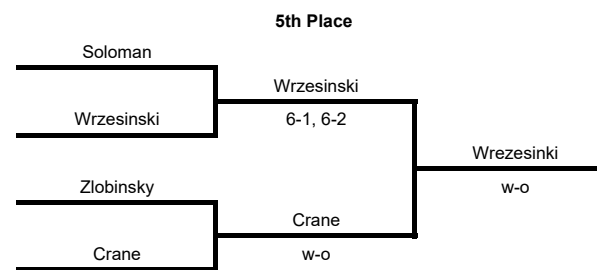 5th Place
Soloman
Wrzesinski
Wrzesinski
6-1, 6-2
Wrezesinki
w-o
Zlobinsky
Crane
Crane
w-o